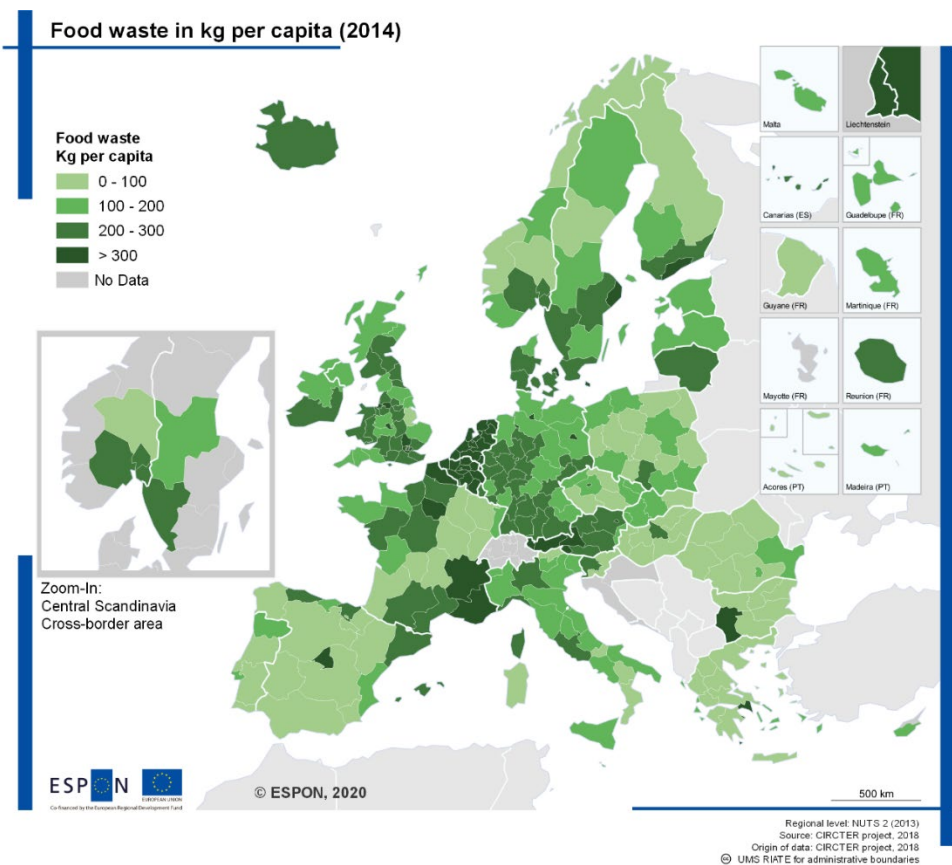 Food waste in kg per capita (2014)
Food waste
Kg per capita
0 - 100
100 - 200
200 - 300
> 300
No Data
Malta
Liechtenstein
Canarias (ES)
Guadeloupe (FR)
Guyane (FR)
Martinique (FR)
Mayotte (FR)
Reunion (FR)
Acores (PT)
Madeira (PT)
Zoom-In:
Central Scandinavia
Cross-border area
ESPON
EUROPEAN UNION
Co-financed by the European Regional Development Fund
© ESPON, 2020
500 km
Regional level: NUTS 2 (2013)
Source: CIRCTER project, 2018
Origin of data: CIRCTER project, 2018
UMS RIATE for administrative boundaries